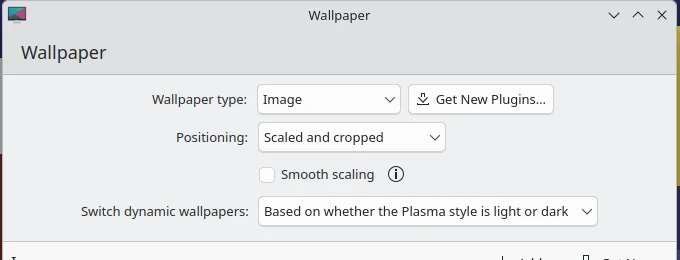 Wallpaper
Wallpaper
Wallpaper type: Image Get New Plugins...
Positioning: Scaled and cropped
Smooth scaling
Switch dynamic wallpapers: Based on whether the Plasma style is light or dark